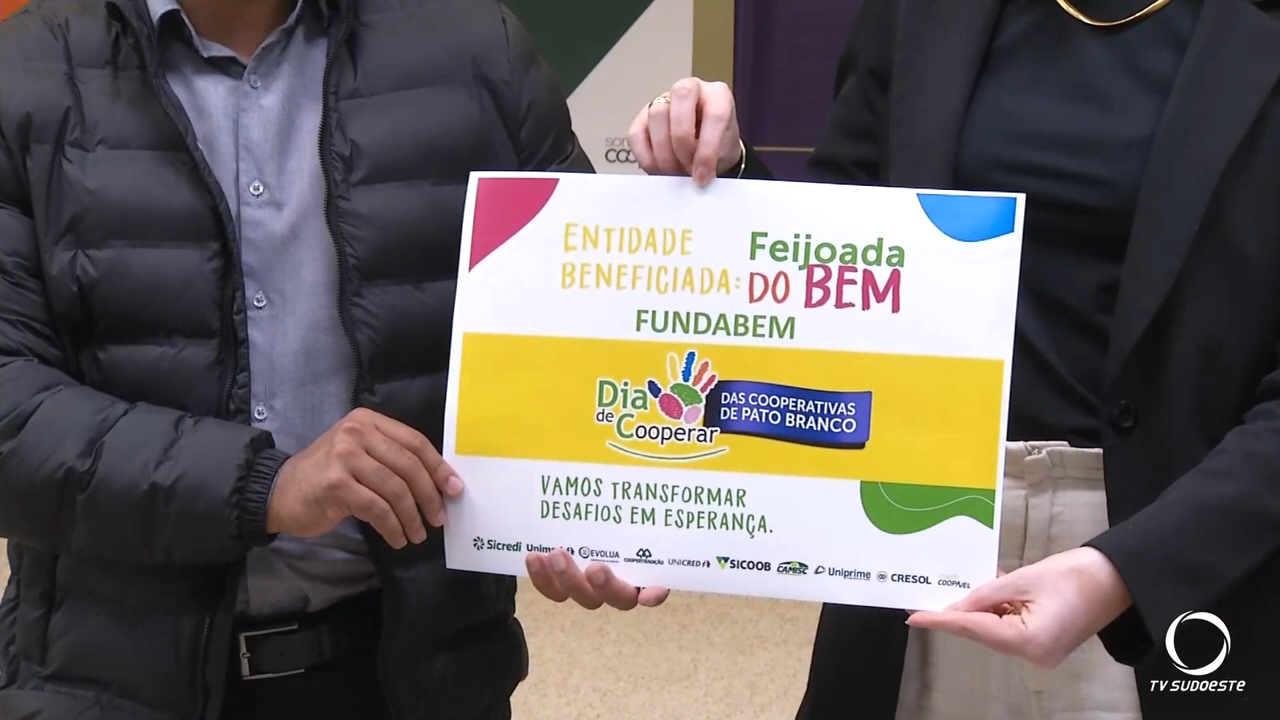 ENTIDADE
BENEFICIADA:
Feijoada
DO BEM
FUNDABEM
Dia
de
Cooperar
DAS COOPERATIVAS
DE PATO BRANCO
VAMOS TRANSFORMAR
DESAFIOS EM ESPERANÇA.
Sicredi
EVOLUA
UNICRED
SICOOB
CAMISC
Uniprime
CRESOL
TV SUDOESTE